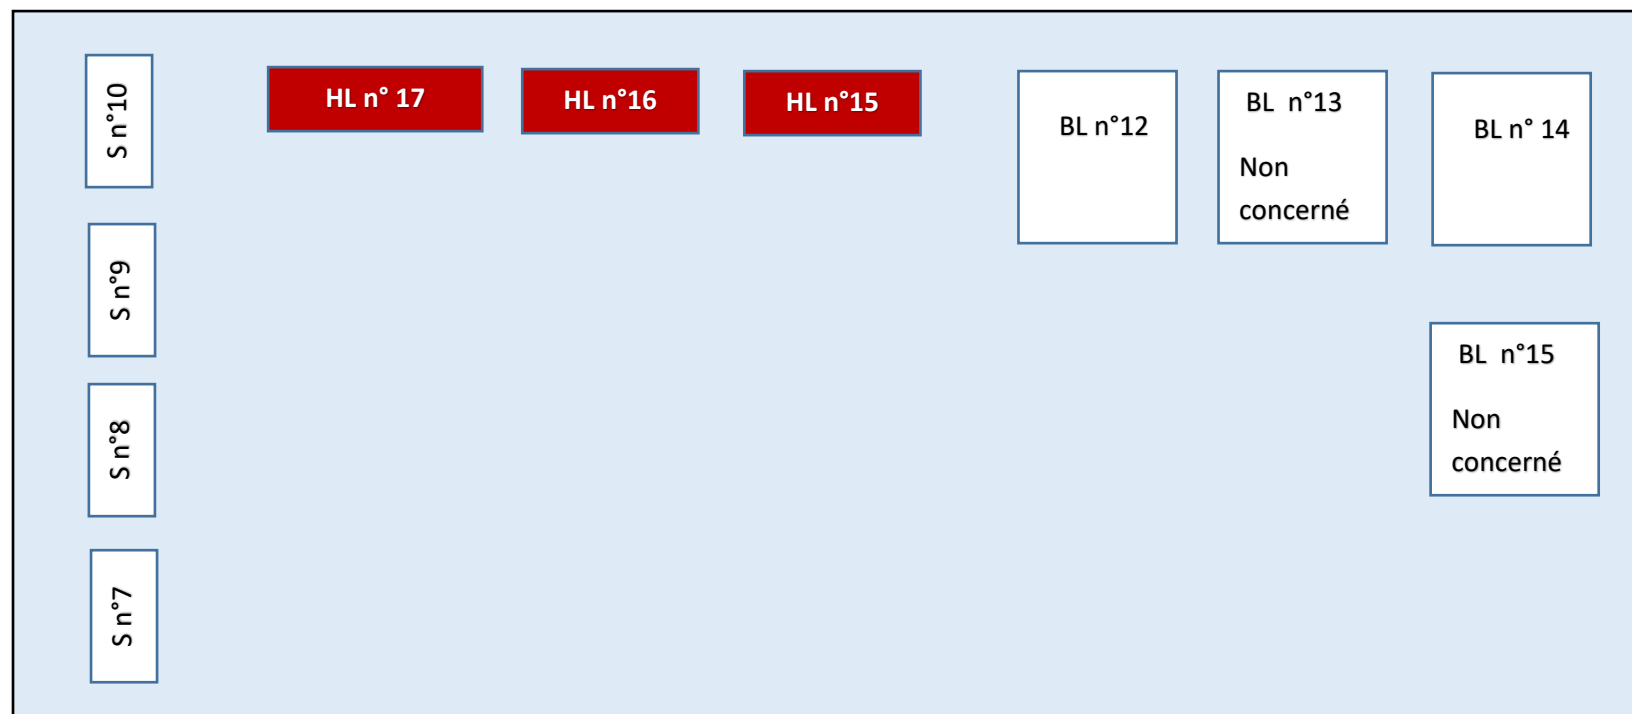 S n°10
HL n° 17
HL n°16
HL n°15
BL n°12
BL n°13
Non
concerné
BL n° 14
S n°9
BL n°15
Non
concerné
S n°8
S n°7